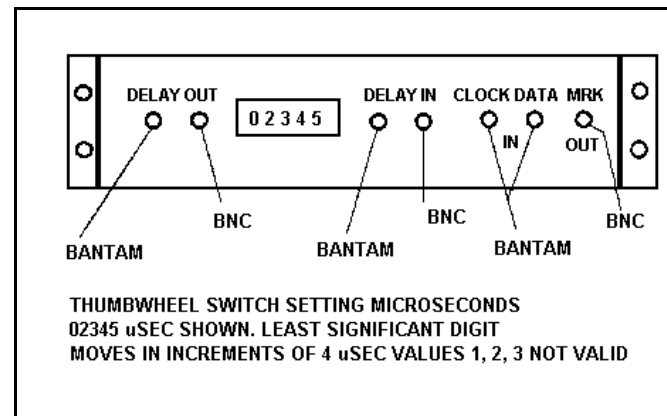 DELAY OUT DELAY IN CLOCK DATA MRK
02345
IN OUT
BNC BNC BNC
BANTAM BANTAM BANTAM
THUMBWHEEL SWITCH SETTING MICROSECONDS
02345 uSEC SHOWN. LEAST SIGNIFICANT DIGIT
MOVES IN INCREMENTS OF 4 uSEC VALUES 1, 2, 3 NOT VALID